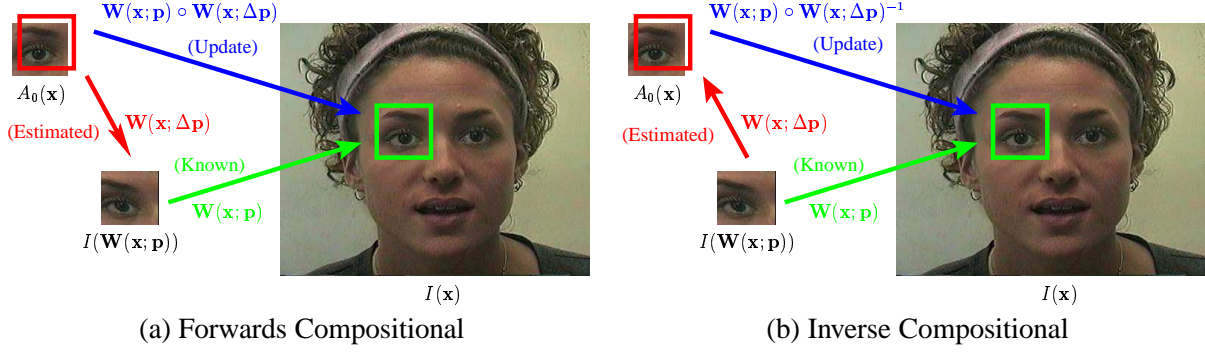 W(x; p) ∘ W(x; Δp)
(Update)
A₀(x)
(Estimated)
W(x; Δp)
(Known)
W(x; p)
I(W(x; p))
I(x)
(a) Forwards Compositional
W(x; p) ∘ W(x; Δp)⁻¹
(Update)
A₀(x)
(Estimated)
W(x; Δp)
(Known)
W(x; p)
I(W(x; p))
I(x)
(b) Inverse Compositional